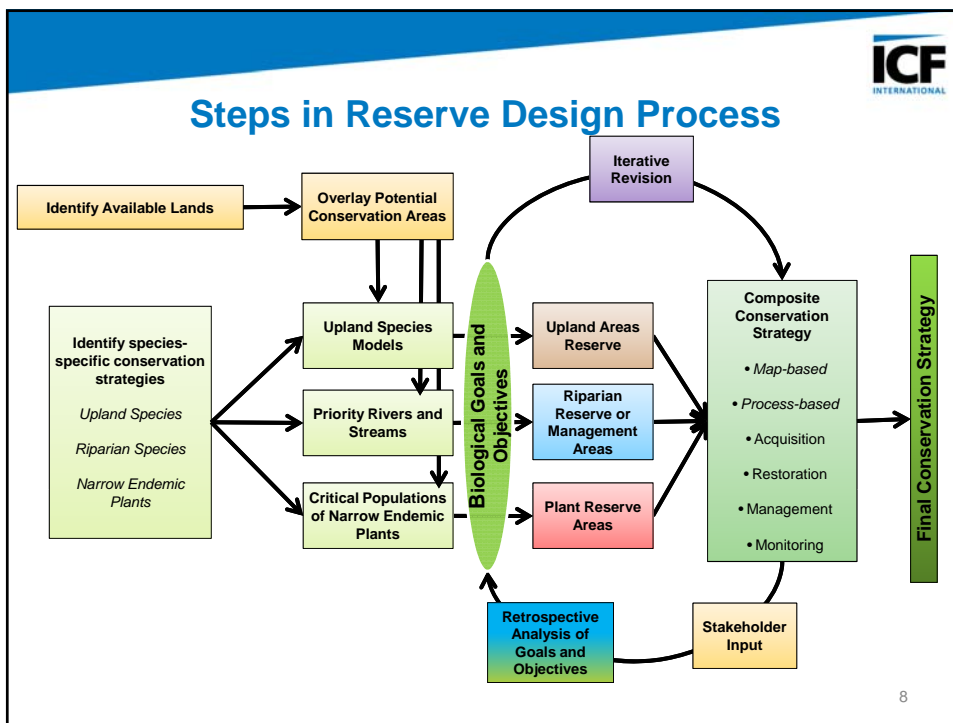 ICF
INTERNATIONAL
Steps in Reserve Design Process
Iterative
Revision
Identify Available Lands
Overlay Potential
Conservation Areas
Identify species-
specific conservation
strategies
Upland Species
Riparian Species
Narrow Endemic
Plants
Upland Species
Models
Priority Rivers and
Streams
Critical Populations
of Narrow Endemic
Plants
Biological Goals and
Objectives
Upland Areas
Reserve
Riparian
Reserve or
Management
Areas
Plant Reserve
Areas
Composite
Conservation
Strategy
• Map-based
• Process-based
• Acquisition
• Restoration
• Management
• Monitoring
Final Conservation Strategy
Retrospective
Analysis of
Goals and
Objectives
Stakeholder
Input
8